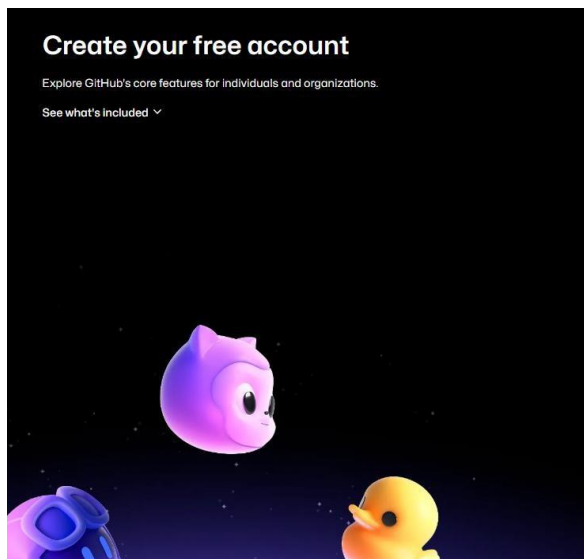 Create your free account
Explore GitHub's core features for individuals and organizations.
See what's included